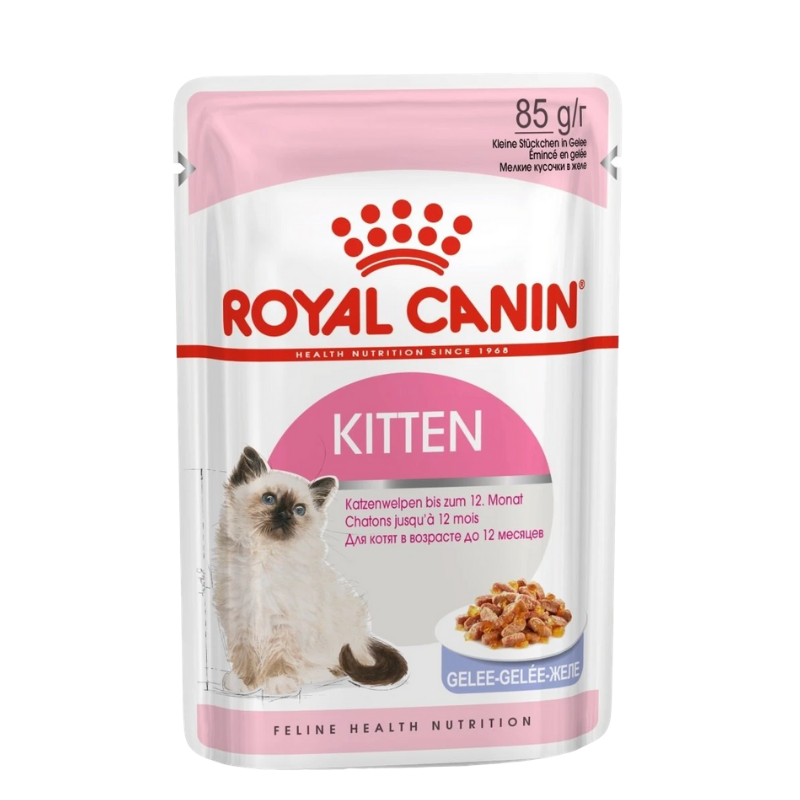 85 g/г
Kleine Stückchen in Gelee
Émincé en gelée
Мелкие кусочки в желе
ROYAL CANIN®
HEALTH NUTRITION SINCE 1968
KITTEN
Katzenwelpen bis zum 12. Monat
Chatons jusqu'à 12 mois
Для котят в возрасте до 12 месяцев
GELEE-GELÉE-ЖЕЛЕ
FELINE HEALTH NUTRITION